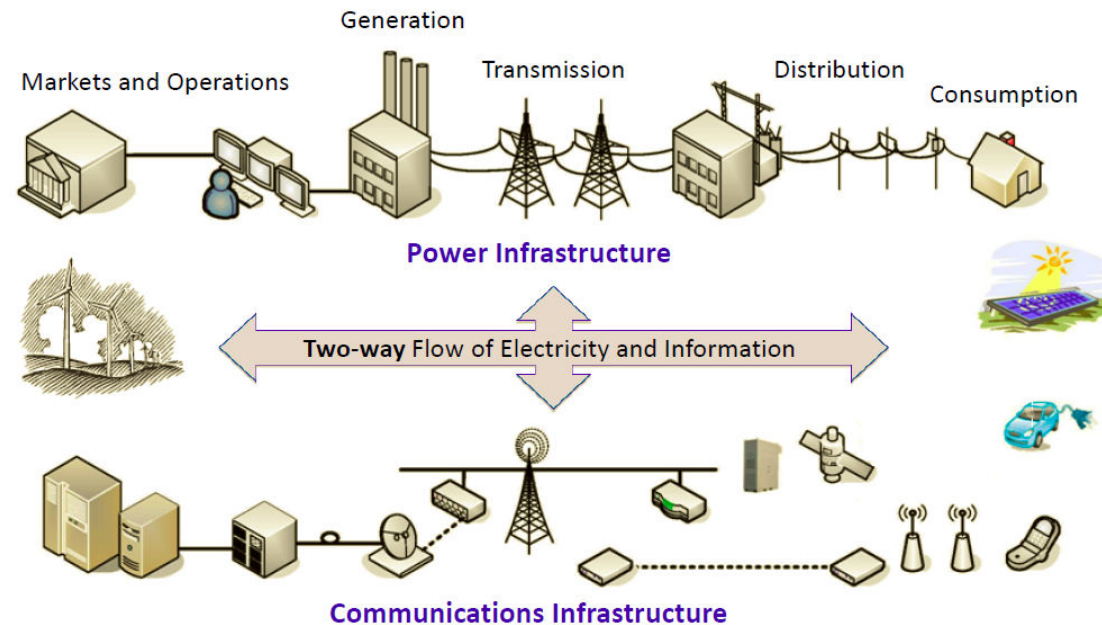 Generation
Markets and Operations
Transmission
Distribution
Consumption
Power Infrastructure
Two-way Flow of Electricity and Information
Communications Infrastructure